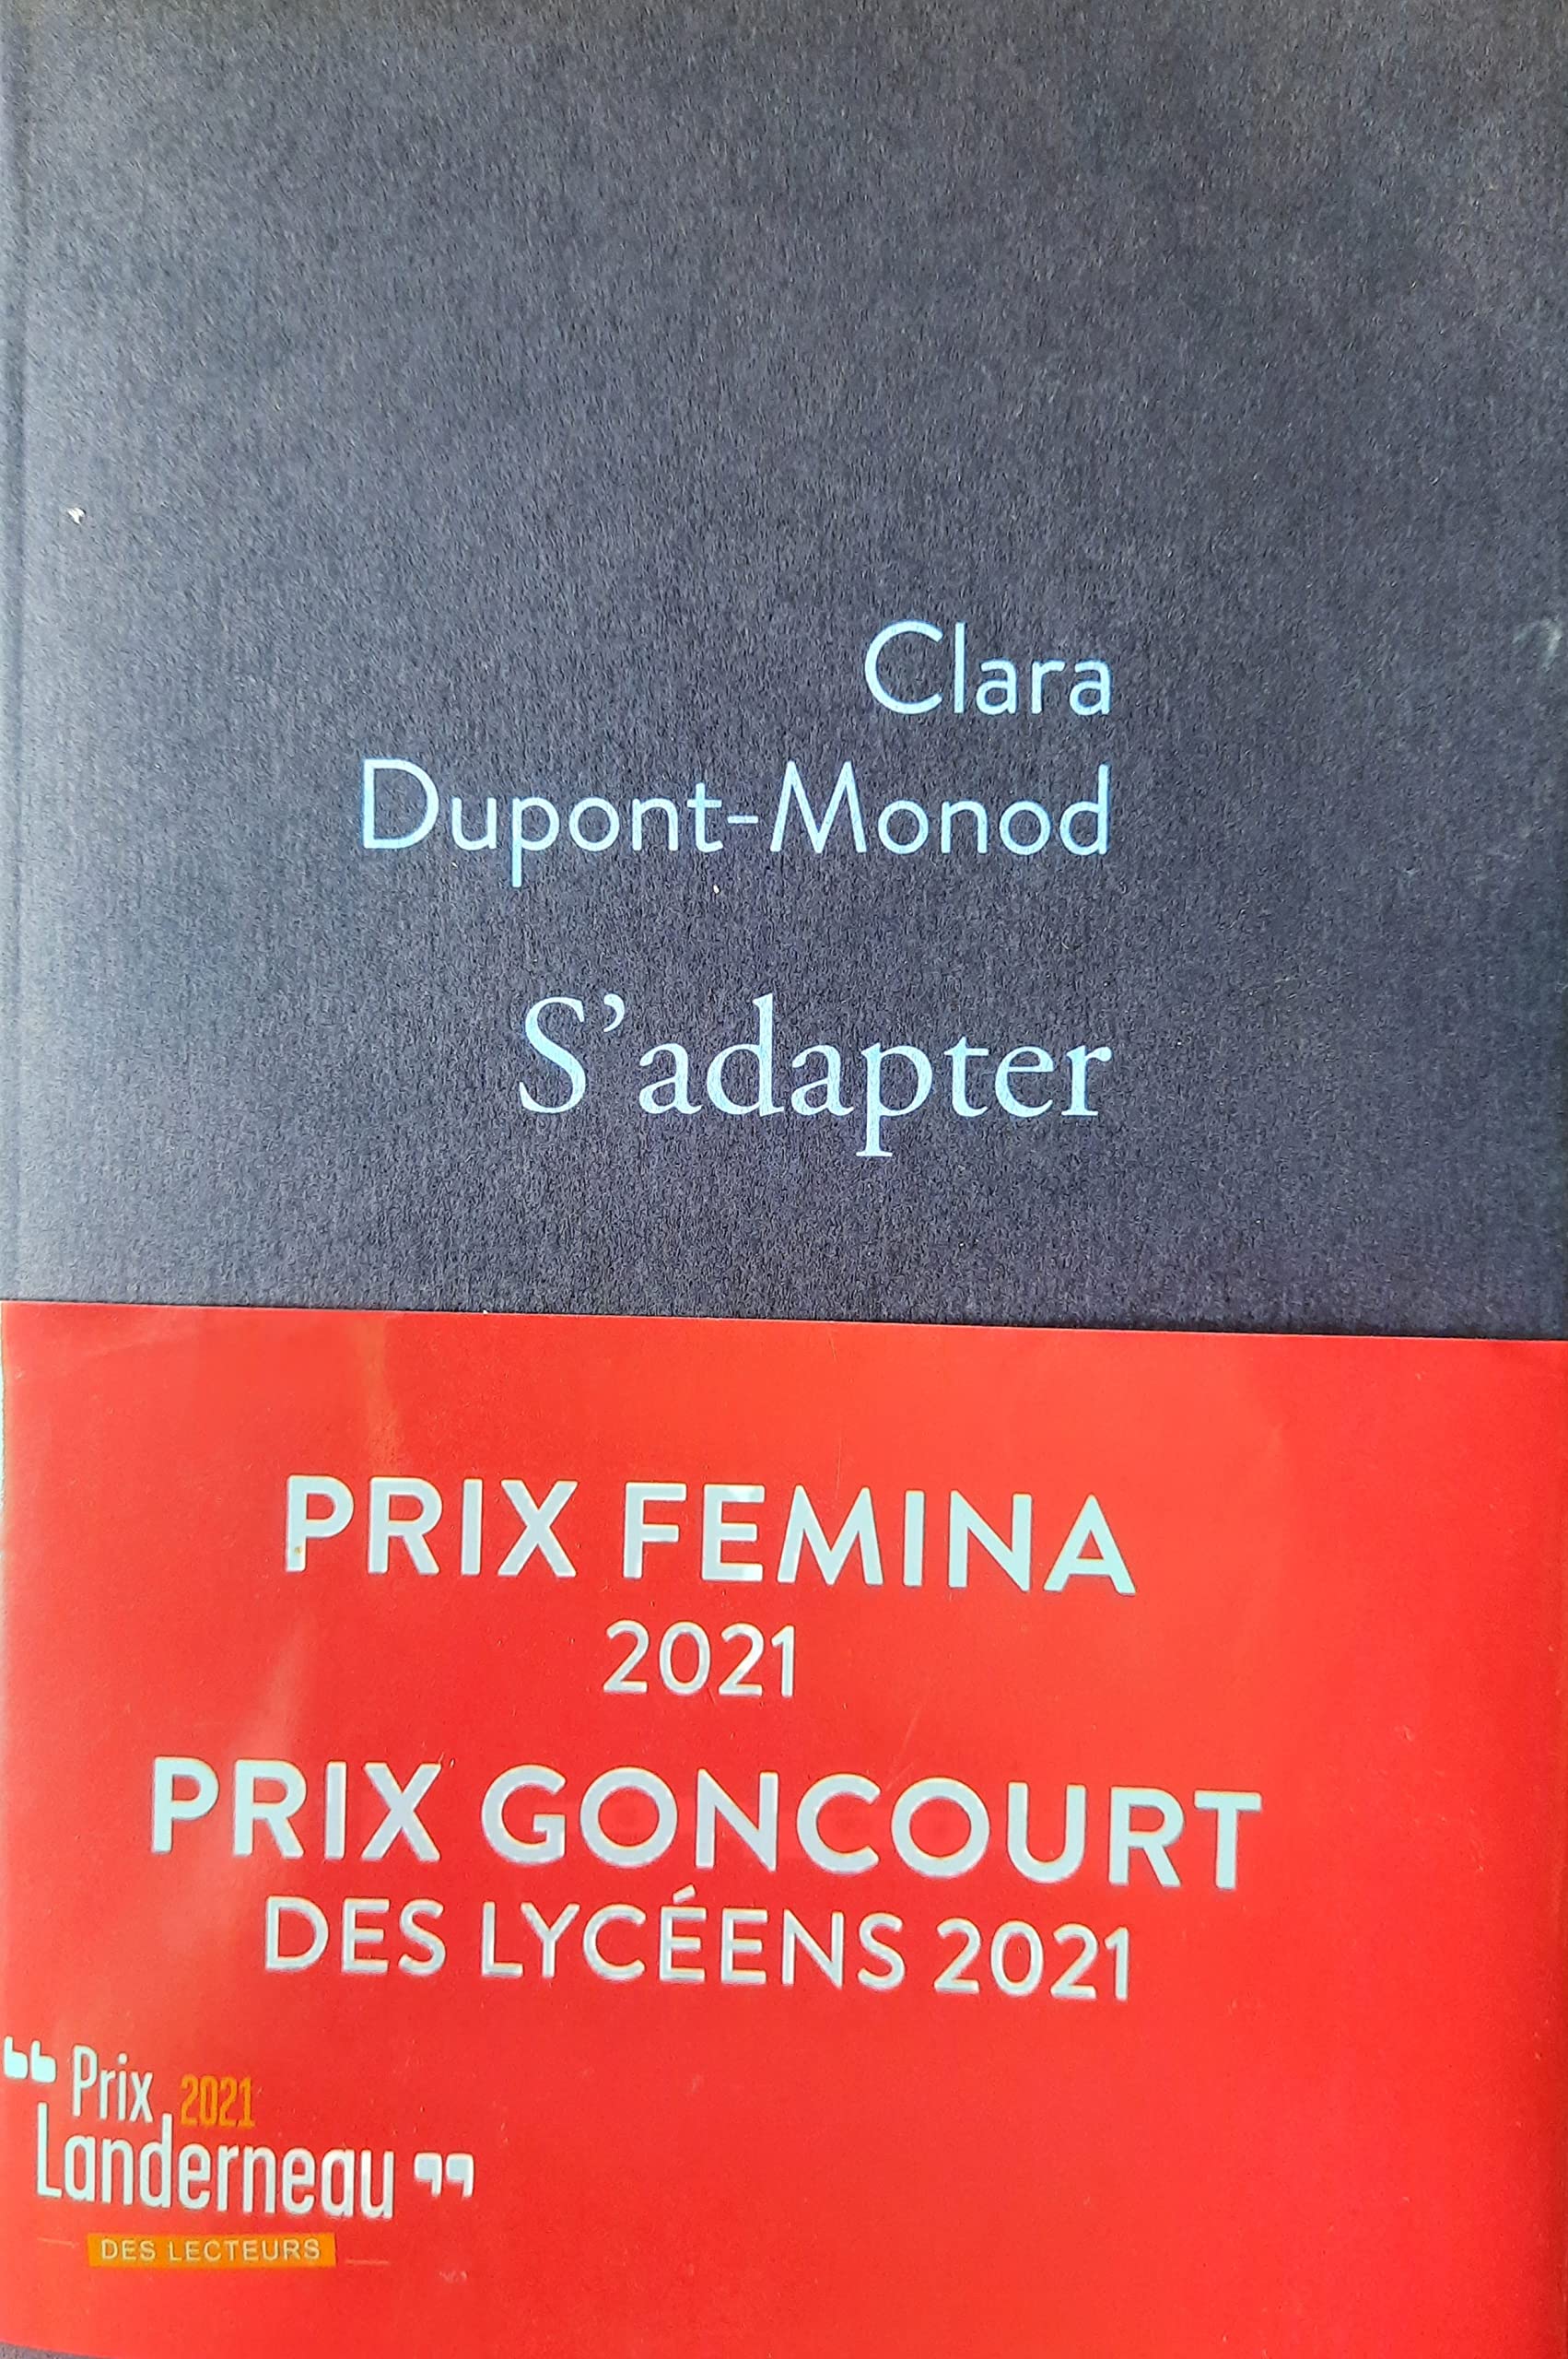 Clara
Dupont-Monod
S’adapter
PRIX FEMINA
2021
PRIX GONCOURT
DES LYCÉENS 2021
“ Prix 2021
Landerneau ”
DES LECTEURS